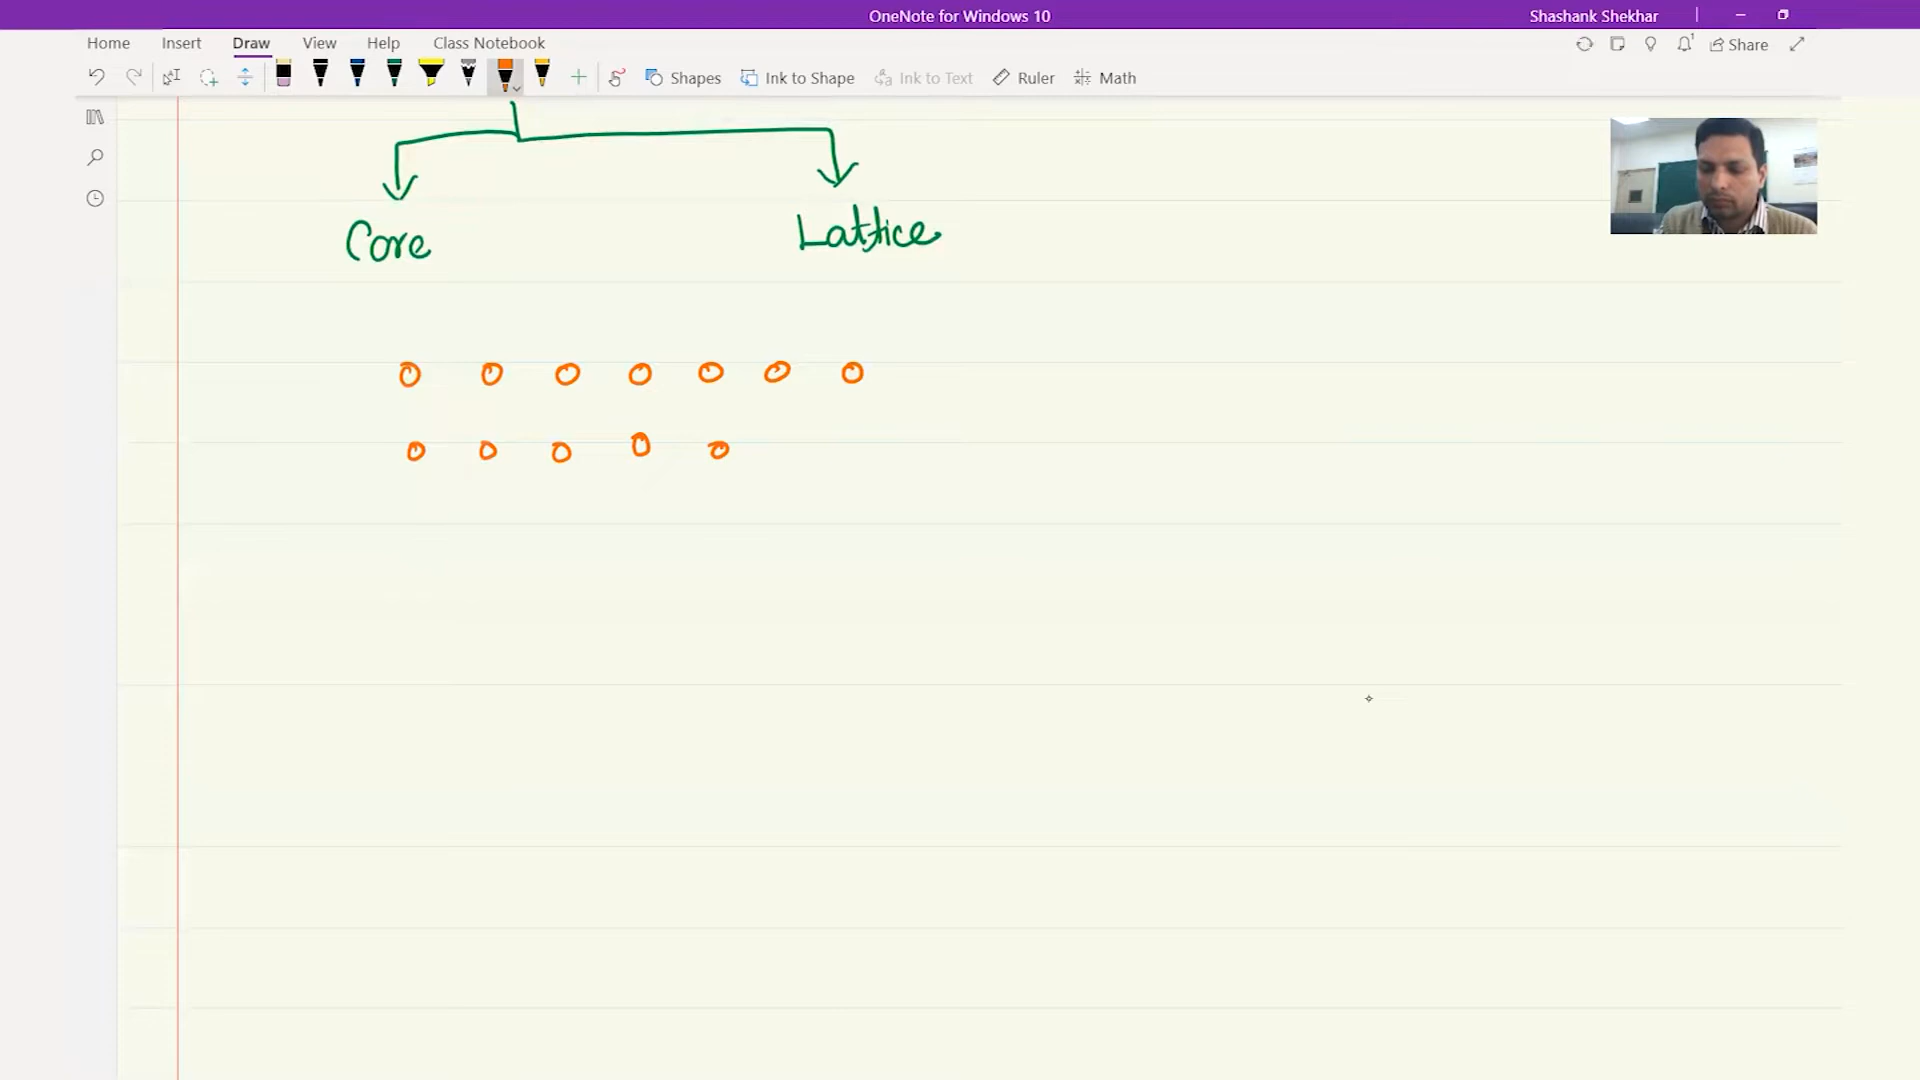 OneNote for Windows 10
Shashank Shekhar
Home Insert Draw View Help Class Notebook
Share
Shapes Ink to Shape Ink to Text Ruler Math
Core
Lattice